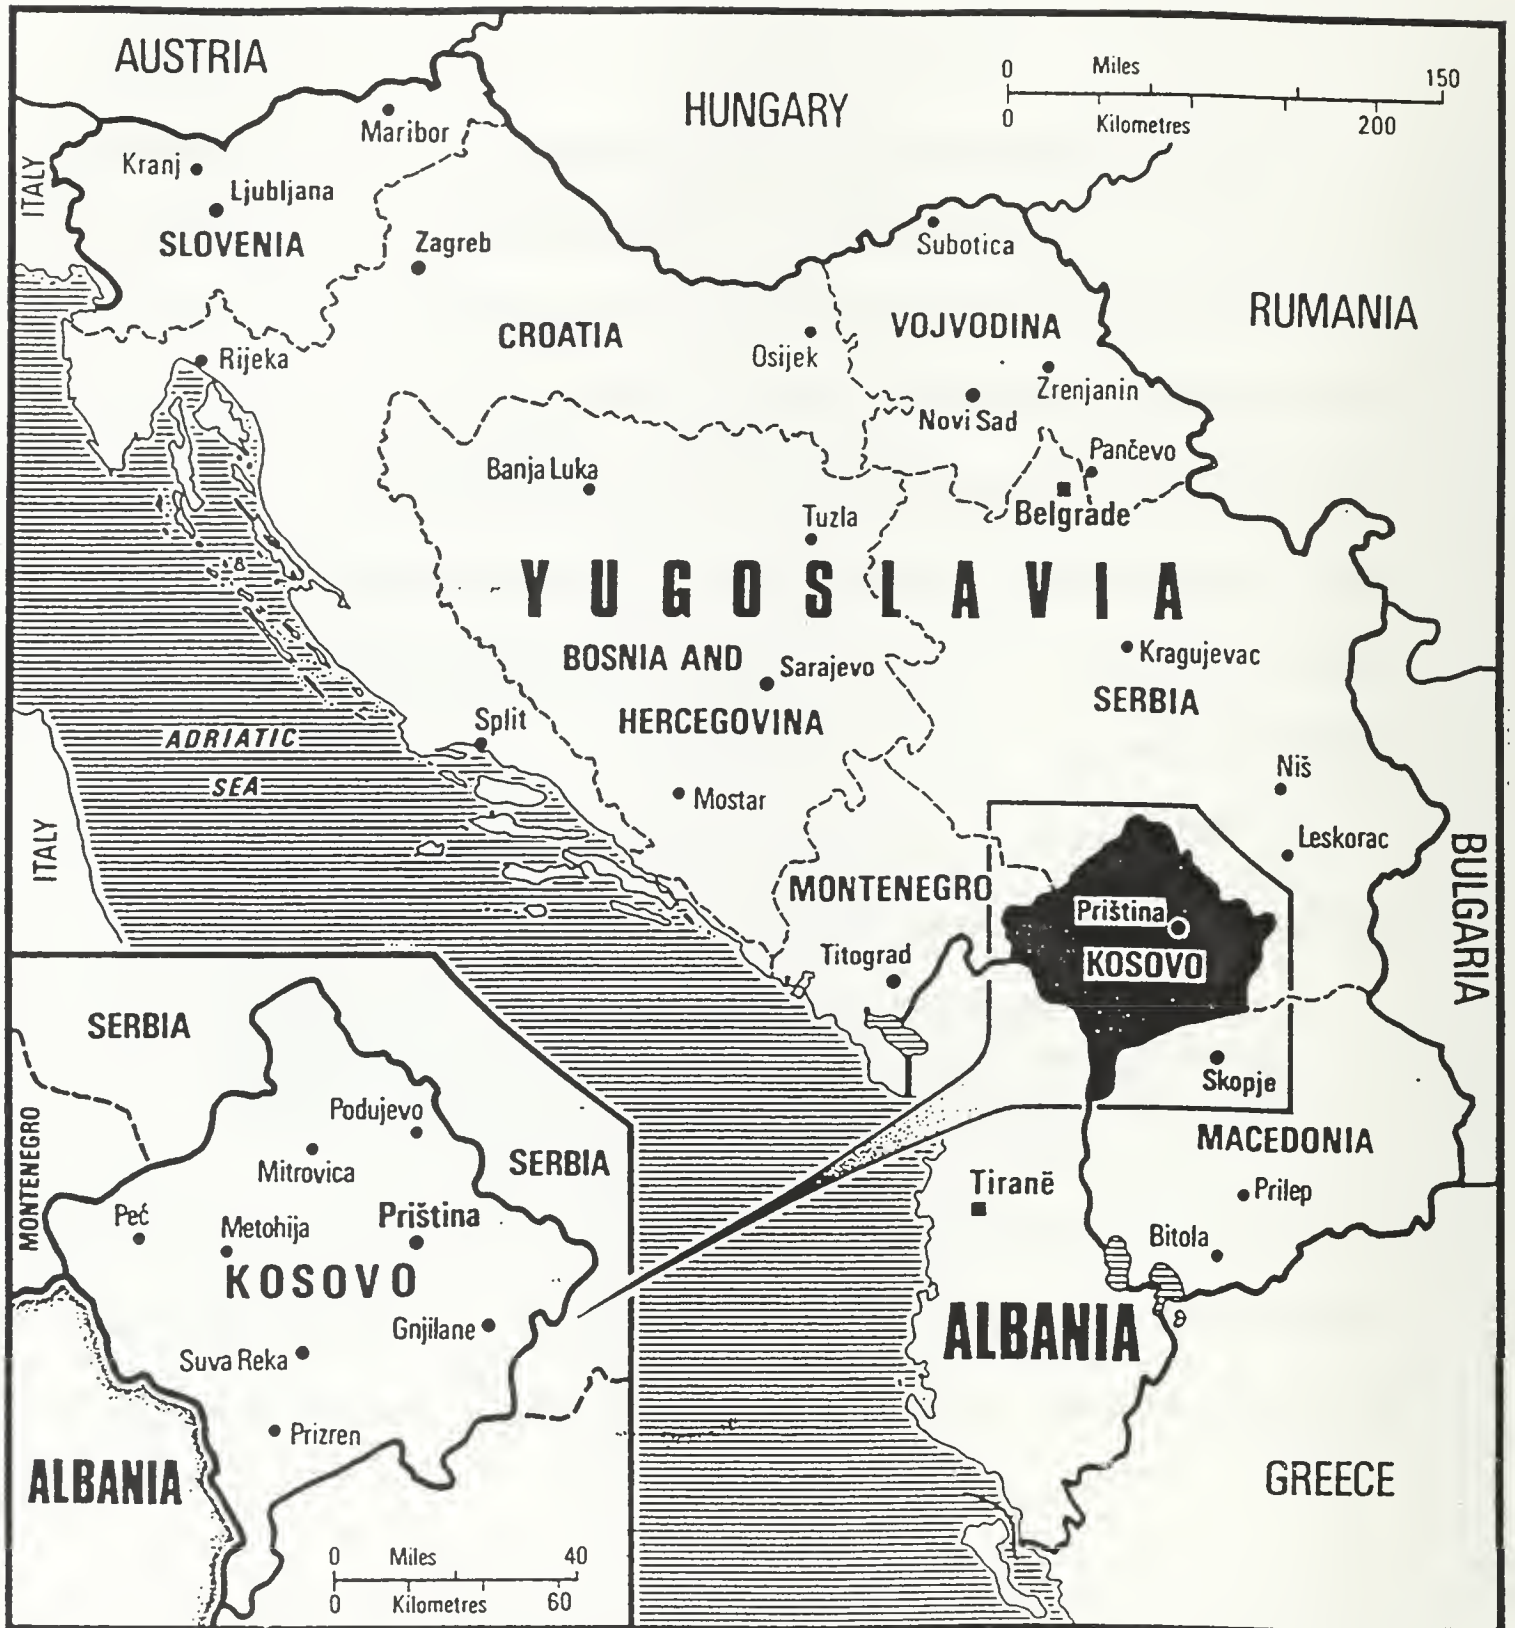 AUSTRIA
HUNGARY
0 Miles 150
0 Kilometres 200
Maribor
Kranj
Ljubljana
ITALY
SLOVENIA
Zagreb
Subotica
RUMANIA
CROATIA
VOJVODINA
Rijeka
Osijek
Zrenjanin
Novi Sad
Pančevo
Banja Luka
Belgrade
Tuzla
YUGOSLAVIA
BOSNIA AND
HERCEGOVINA
Sarajevo
Kragujevac
SERBIA
Split
ADRIATIC
SEA
Mostar
Niš
Leskorac
ITALY
BULGARIA
MONTENEGRO
Priština
KOSOVO
Titograd
Skopje
MACEDONIA
Tiranë
Prilep
Bitola
ALBANIA
GREECE
SERBIA
MONTENEGRO
Podujevo
Mitrovica
SERBIA
Peć
Metohija
Priština
KOSOVO
Gnjilane
Suva Reka
Prizren
ALBANIA
0 Miles 40
0 Kilometres 60